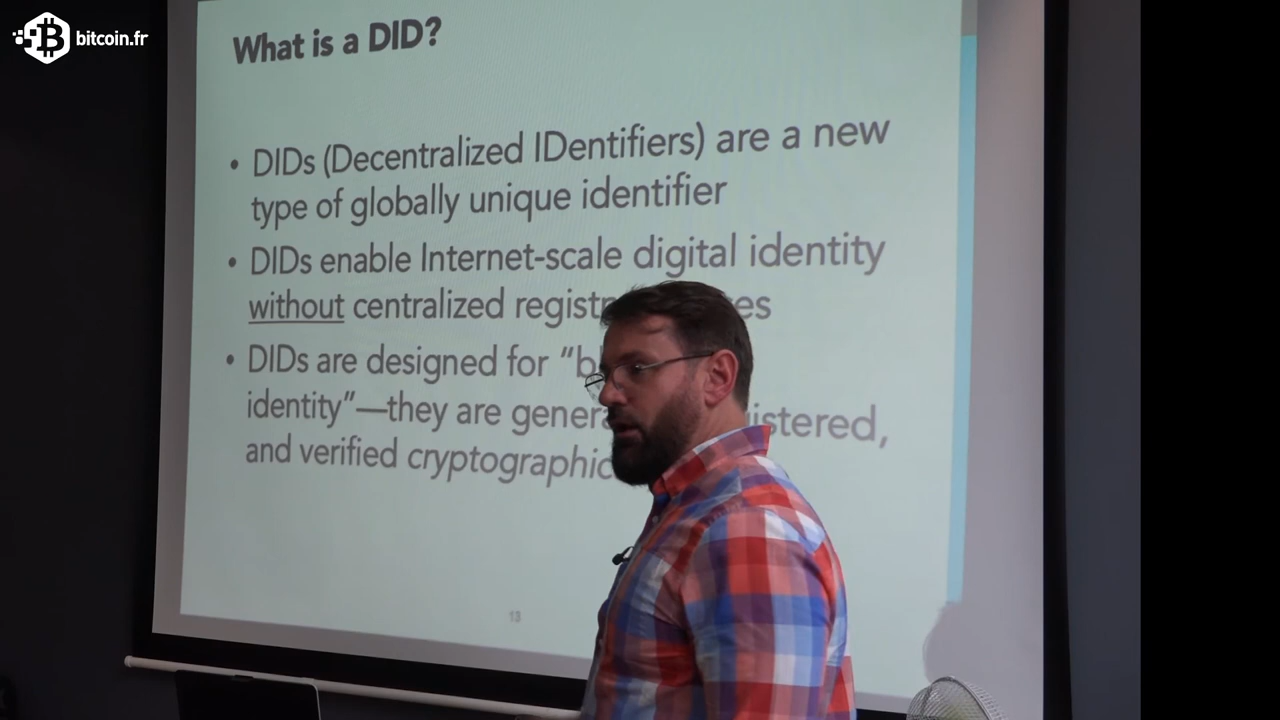 bitcoin.fr
What is a DID?
• DIDs (Decentralized IDentifiers) are a new
type of globally unique identifier
• DIDs enable Internet-scale digital identity
without centralized
• DIDs are designed for
identity”—they are
and verified
13